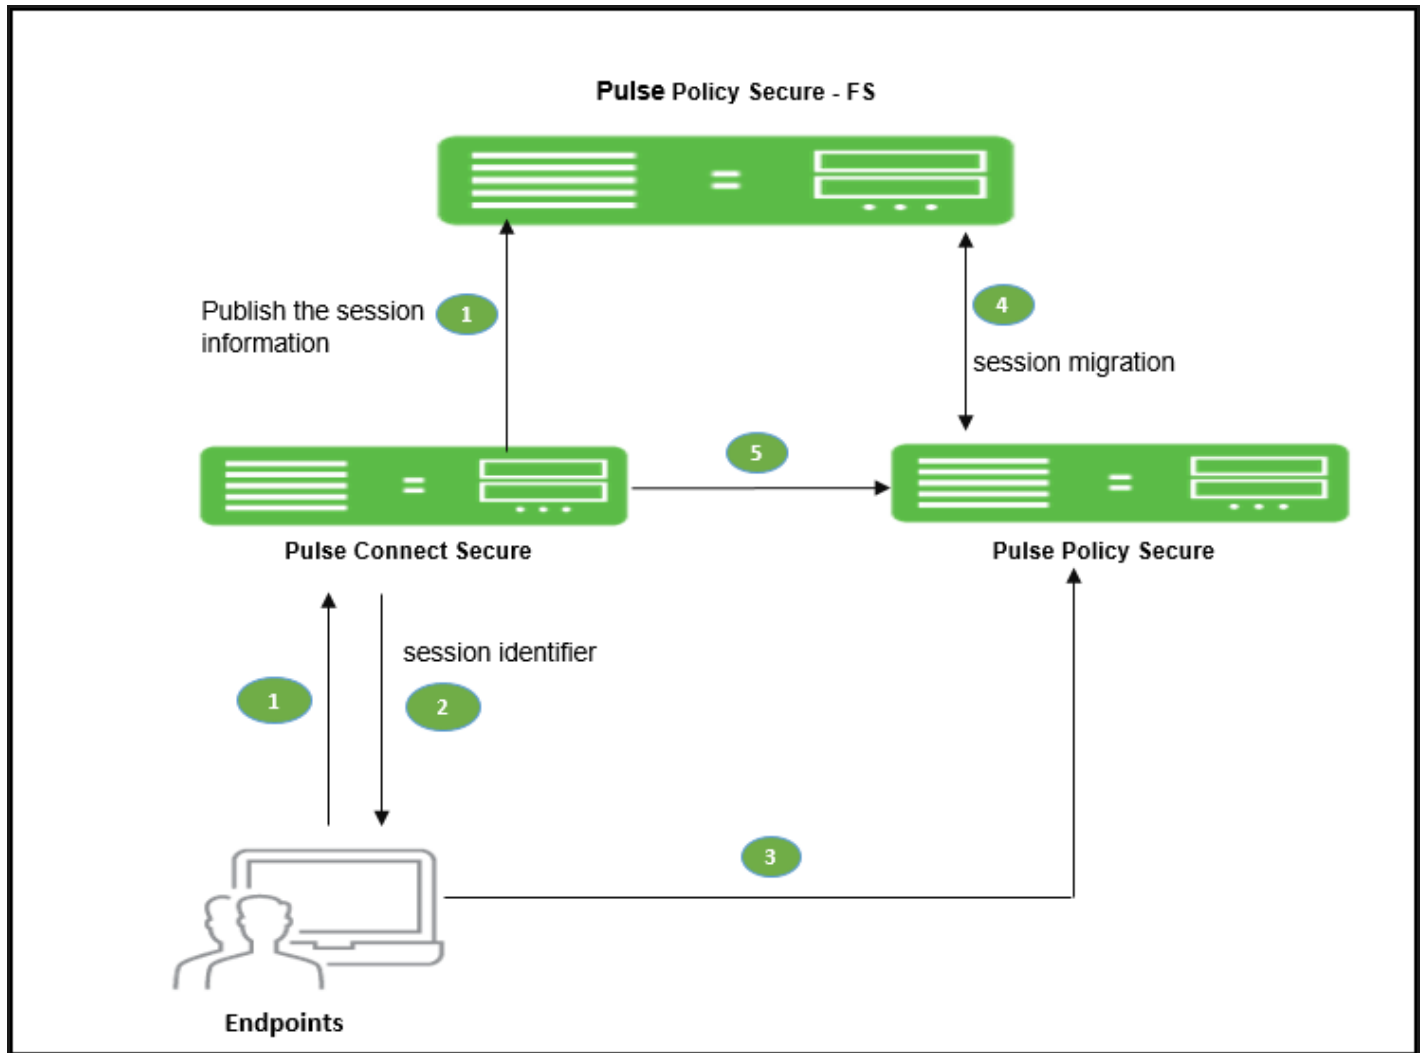 Pulse Policy Secure - FS
Publish the session
information
1
4
session migration
5
Pulse Connect Secure
Pulse Policy Secure
session identifier
1
2
3
Endpoints